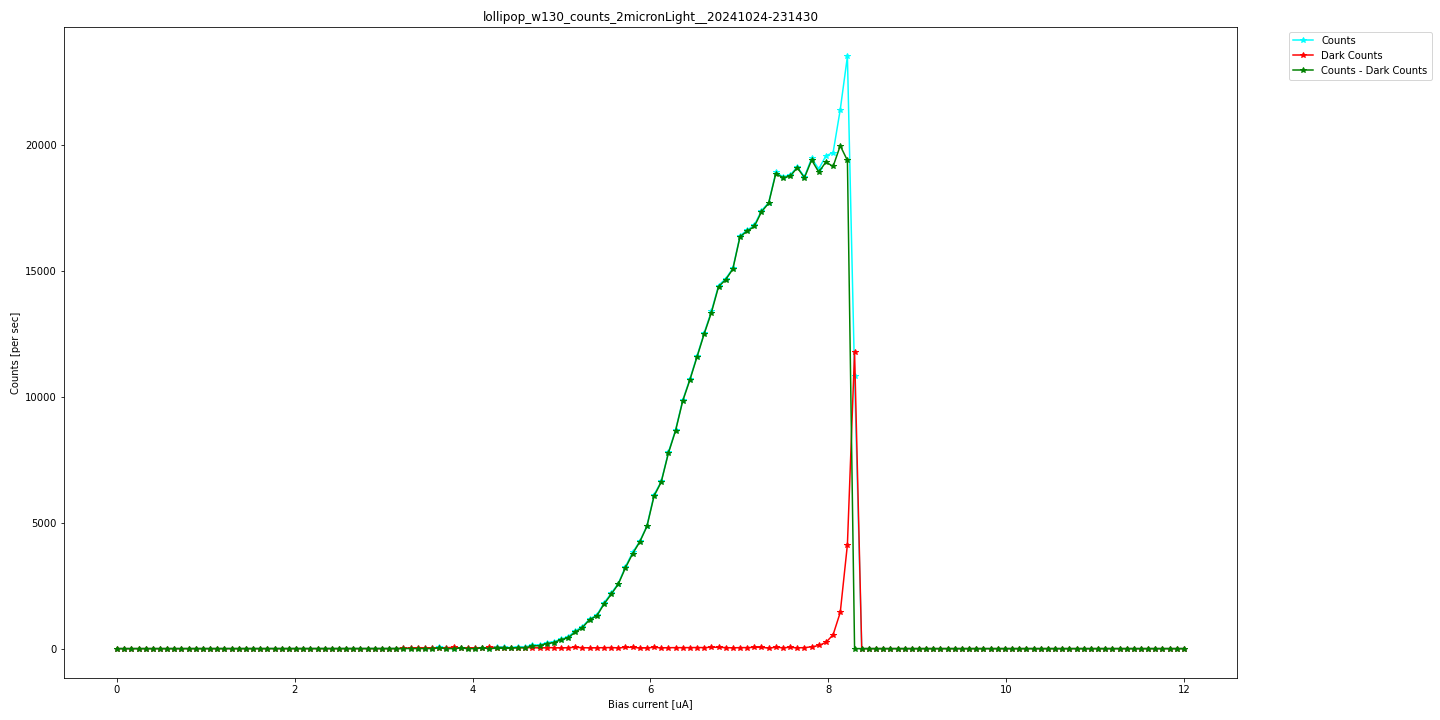 lollipop_w130_counts_2micronLight__20241024-231430
Counts
Dark Counts
Counts - Dark Counts
20000
15000
10000
5000
0
Counts [per sec]
0 2 4 6 8 10 12
Bias current [uA]